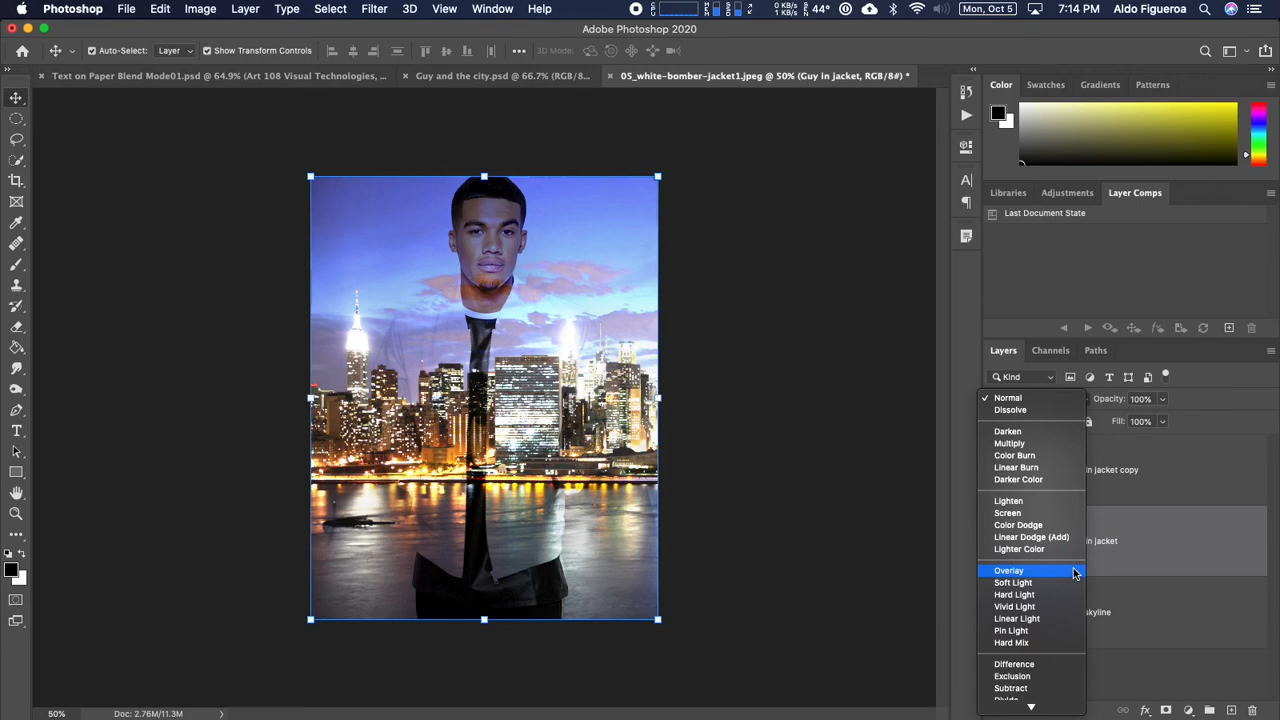 Photoshop File Edit Image Layer Type Select Filter 3D View Window Help 44° Mon Oct 5 7:14 PM Aldo Figueroa
Adobe Photoshop 2020
Auto-Select: Layer Show Transform Controls 3D Mode:
Text on Paper Blend Mode01.psd @ 64.9% (Art 108 Visual Technologies, ...
Guy and the city.psd @ 66.7% (RGB/8...
05_white-bomber-jacket1.jpeg @ 50% (Guy in jacket, RGB/8#) *
Color Swatches Gradients Patterns
Libraries Adjustments Layer Comps
Last Document State
Layers Channels Paths
Kind
Opacity: 100%
Fill: 100%
Normal
Dissolve
Darken
Multiply
Color Burn
Linear Burn
Darker Color
Lighten
Screen
Color Dodge
Linear Dodge (Add)
Lighter Color
Overlay
Soft Light
Hard Light
Vivid Light
Linear Light
Pin Light
Hard Mix
Difference
Exclusion
Subtract
in jacket copy
in jacket
skyline
50% Doc: 2.76M/11.3M